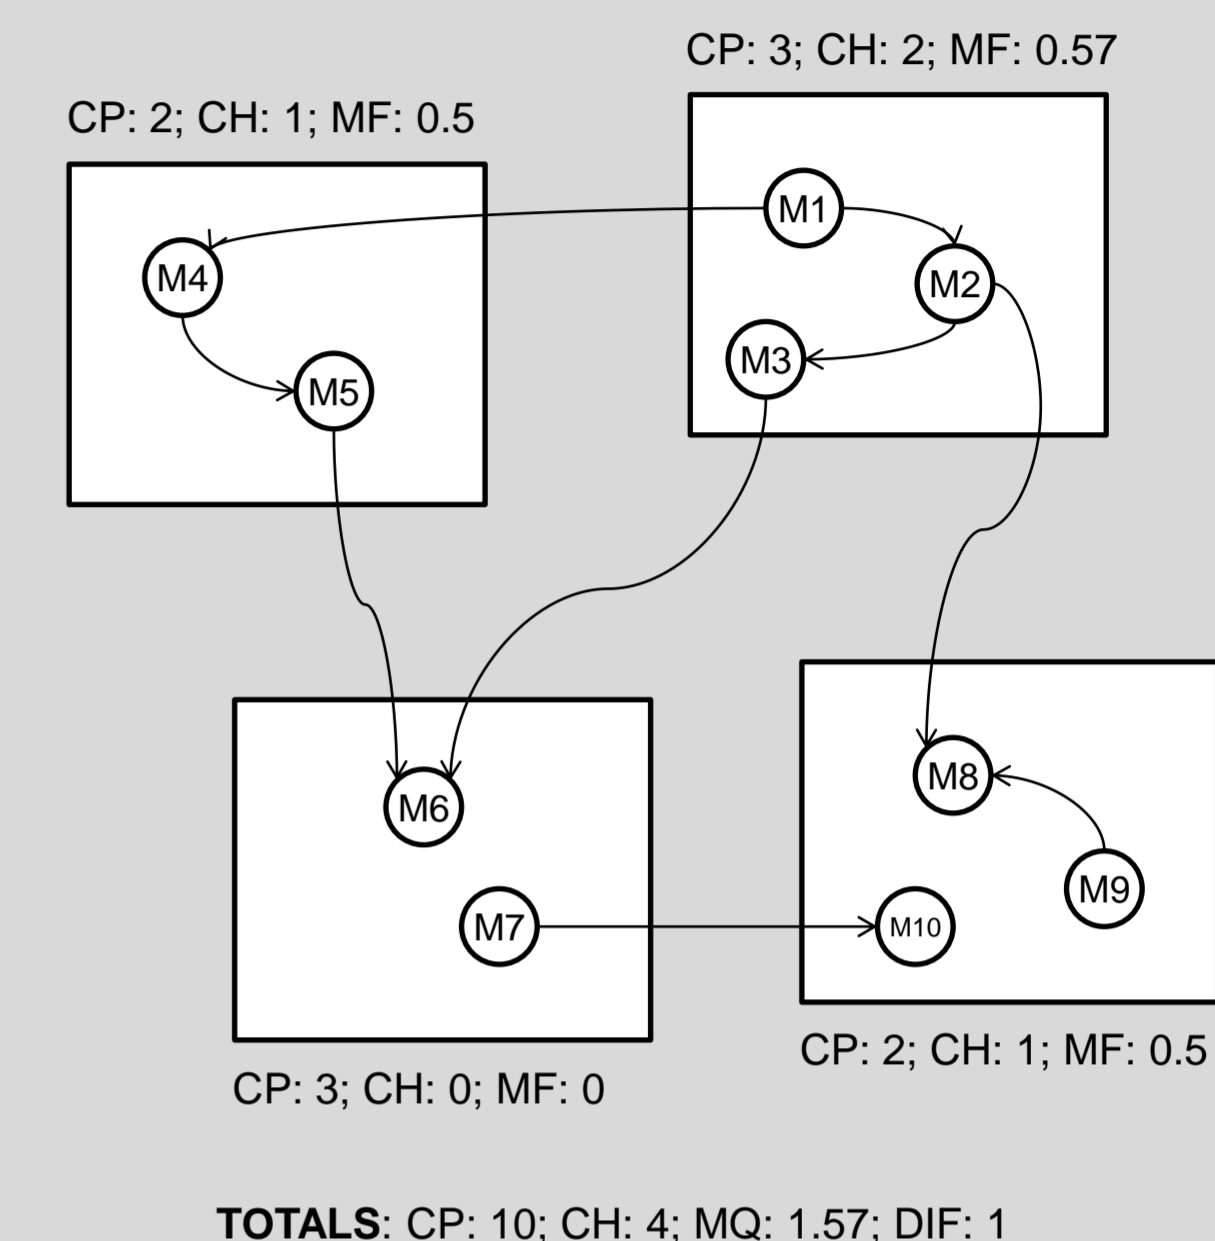 CP: 3; CH: 2; MF: 0.57
CP: 2; CH: 1; MF: 0.5
M1
M4
M2
M3
M5
M8
M6
M9
M7
M10
CP: 2; CH: 1; MF: 0.5
CP: 3; CH: 0; MF: 0
TOTALS: CP: 10; CH: 4; MQ: 1.57; DIF: 1